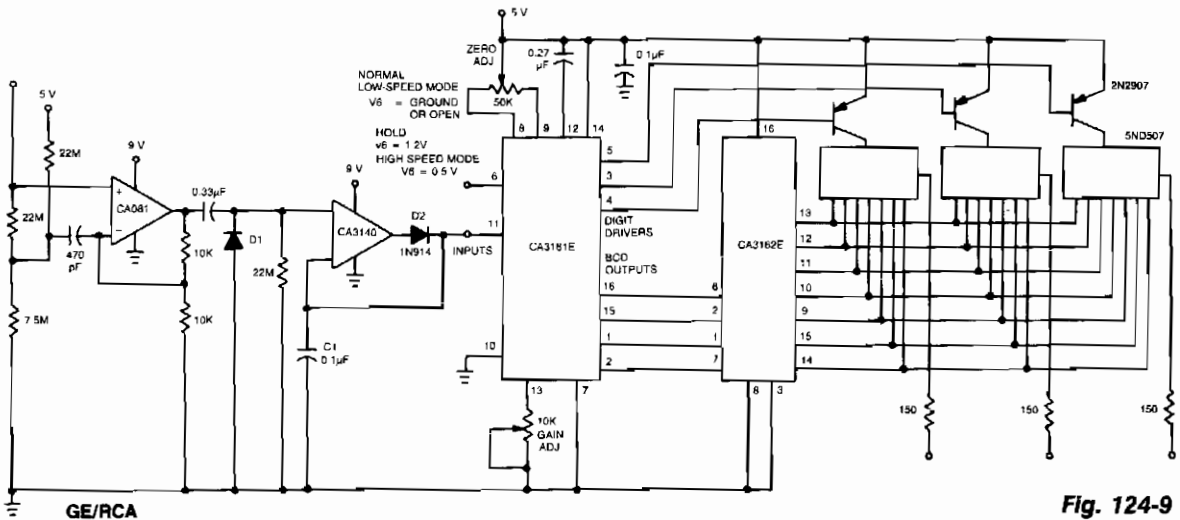 5 V
5 V
22M
9 V
CA081
22M
470
pF
7 5M
0.33µF
10K
10K
D1
22M
9 V
CA3140
D2
1N914
C1
0 1µF
ZERO
ADJ
NORMAL
LOW-SPEED MODE
V6 = GROUND
OR OPEN
HOLD
v6 = 1 2V
HIGH SPEED MODE
V6 = 0 5 V
50K
0.27
µF
0 1µF
8
9
12
14
6
11
INPUTS
10
CA3161E
5
3
4
DIGIT
DRIVERS
BCD
OUTPUTS
16
15
1
2
13
7
10K
GAIN
ADJ
16
CA3162E
6
2
1
7
8
3
13
12
11
10
9
15
14
2N2907
5ND507
150
150
150
+
−
GE/RCA
Fig. 124-9